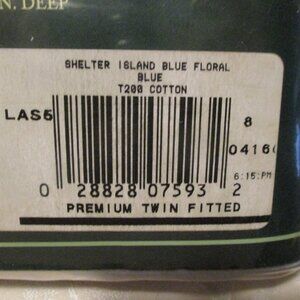 N. DEEP
SHELTER ISLAND BLUE FLORAL
BLUE
T200 COTTON
LAS5
8
0416
6:15:PM
0 28828 07593 2
PREMIUM TWIN FITTED